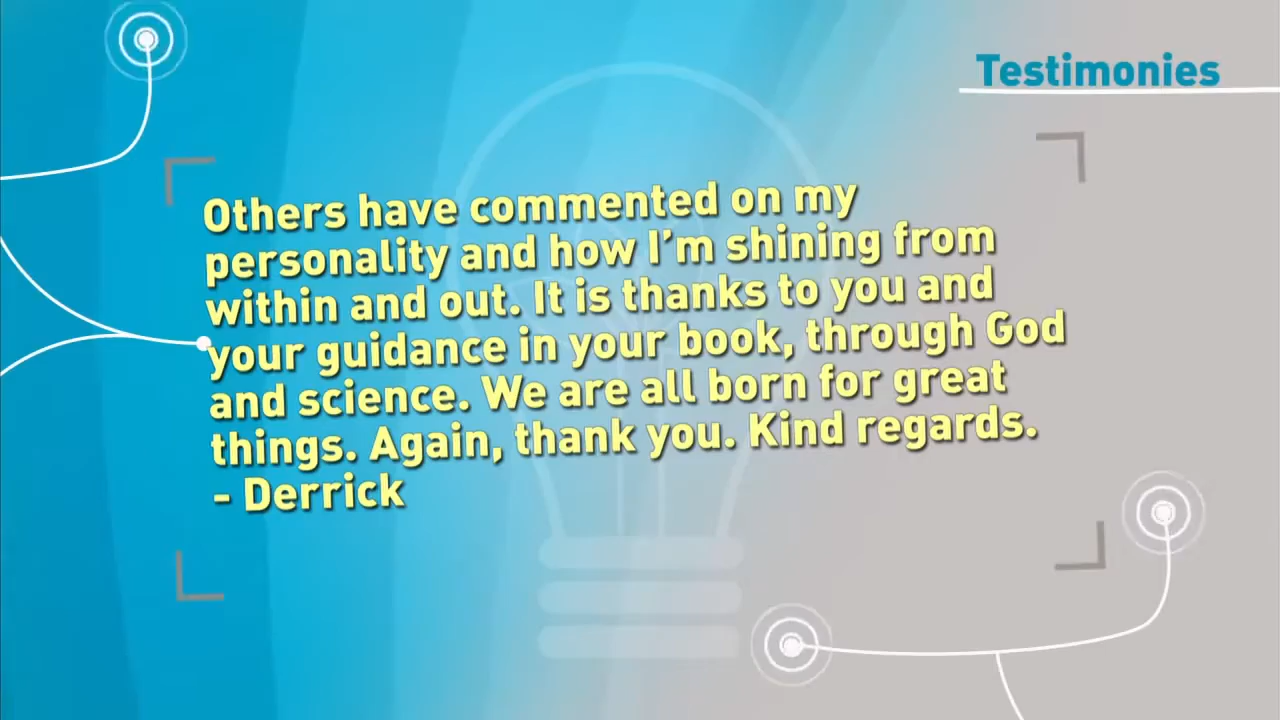 Testimonies
Others have commented on my
personality and how I'm shining from
within and out. It is thanks to you and
your guidance in your book, through God
and science. We are all born for great
things. Again, thank you. Kind regards.
- Derrick